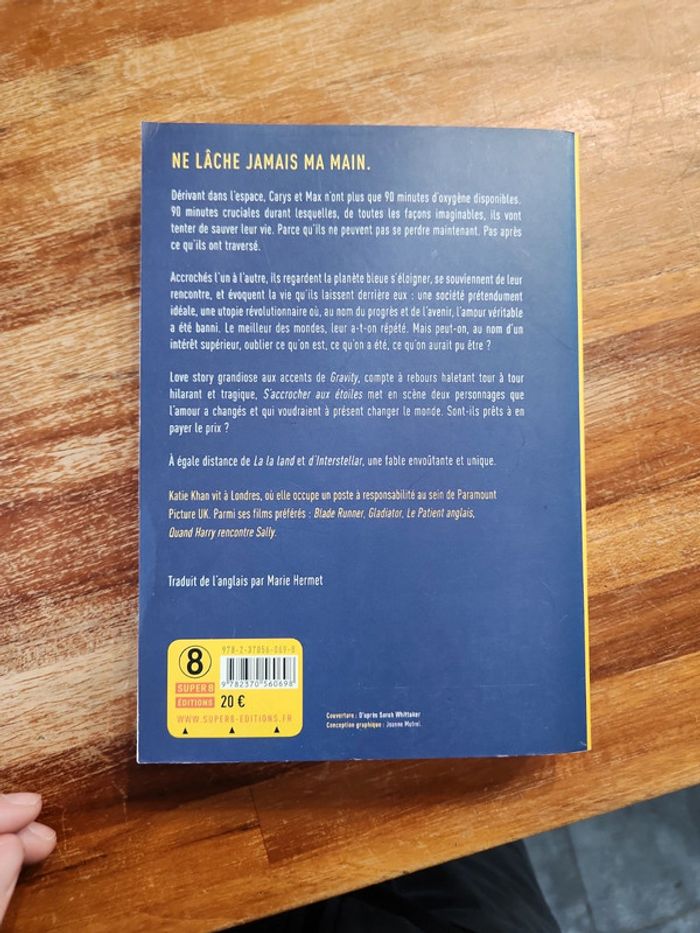 NE LÂCHE JAMAIS MA MAIN.
Dérivant dans l'espace, Carys et Max n'ont plus que 90 minutes d'oxygène disponibles.
90 minutes cruciales durant lesquelles, de toutes les façons imaginables, ils vont
tenter de sauver leur vie. Parce qu'ils ne peuvent pas se perdre maintenant. Pas après
ce qu'ils ont traversé.
Accrochés l'un à l'autre, ils regardent la planète bleue s'éloigner, se souviennent de leur
rencontre, et évoquent la vie qu'ils laissent derrière eux : une société prétendument
idéale, une utopie révolutionnaire où, au nom du progrès et de l'avenir, l'amour véritable
a été banni. Le meilleur des mondes, leur a-t-on répété. Mais peut-on, au nom d'un
intérêt supérieur, oublier ce qu'on est, ce qu'on a été, ce qu'on aurait pu être ?
Love story grandiose aux accents de Gravity, compte à rebours haletant tour à tour
hilarant et tragique, S'accrocher aux étoiles met en scène deux personnages que
l'amour a changés et qui voudraient à présent changer le monde. Sont-ils prêts à en
payer le prix ?
À égale distance de La la land et d'Interstellar, une fable envoûtante et unique.
Katie Khan vit à Londres, où elle occupe un poste à responsabilité au sein de Paramount
Picture UK. Parmi ses films préférés : Blade Runner, Gladiator, Le Patient anglais,
Quand Harry rencontre Sally.
Traduit de l'anglais par Marie Hermet
978-2-37056-069-8
8
SUPER 8
ÉDITIONS
9 782370 560698
20 €
WWW.SUPER8-EDITIONS.FR
Couverture : D'après Sarah Whittaker
Conception graphique : Joanne Mutrel.